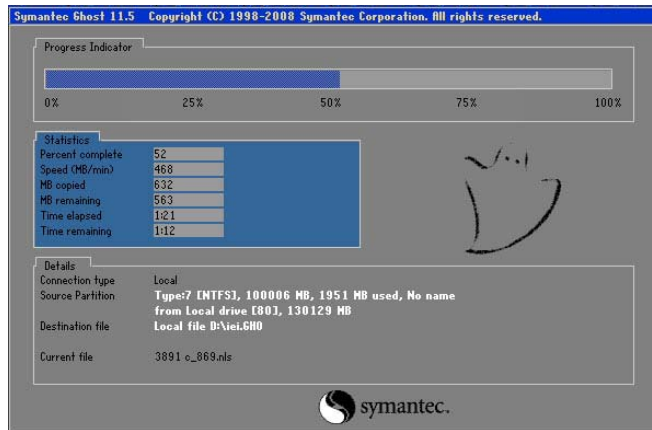 Symantec Ghost 11.5 Copyright (C) 1998-2008 Symantec Corporation. All rights reserved.
Progress Indicator
0% 25% 50% 75% 100%
Statistics
Percent complete 52
Speed (MB/min) 468
MB copied 632
MB remaining 563
Time elapsed 1:21
Time remaining 1:12
Details
Connection type Local
Source Partition Type:7 [NTFS], 100006 MB, 1951 MB used, No name
from Local drive [80], 130129 MB
Destination file Local file D:\iei.GHO
Current file 3891 c_869.nls
symantec.